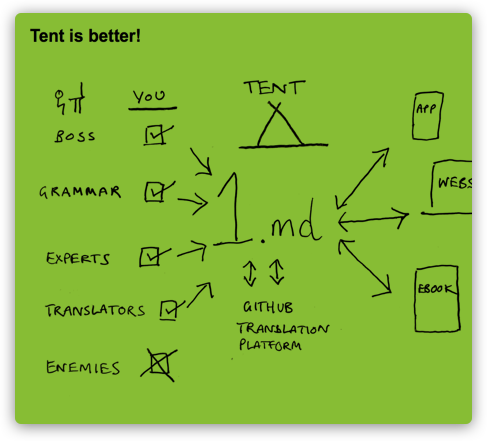 Tent is better!
YOU
BOSS
GRAMMAR
EXPERTS
TRANSLATORS
ENEMIES
TENT
1.md
GITHUB
TRANSLATION
PLATFORM
APP
WEBS
EBOOK